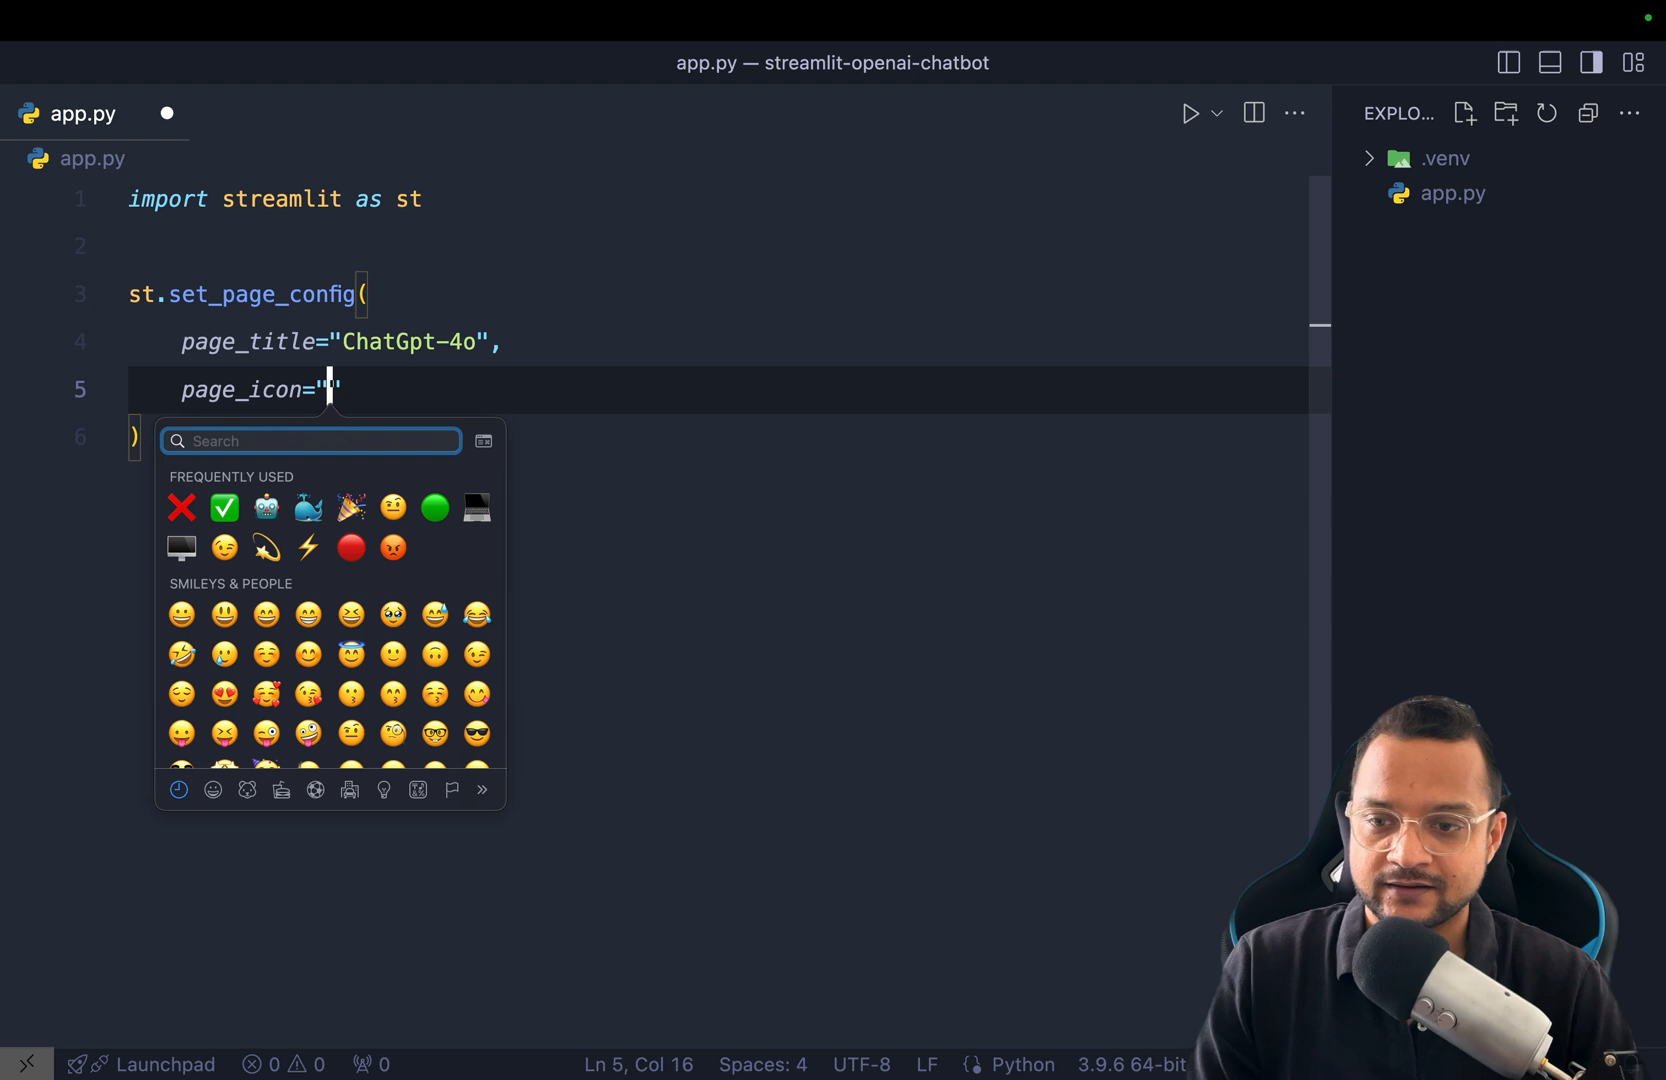 app.py — streamlit-openai-chatbot
app.py
EXPLO...
app.py
.venv
app.py
1 import streamlit as st
2
3 st.set_page_config(
4 page_title="ChatGpt-4o",
5 page_icon=""
6 )
Search
FREQUENTLY USED
SMILEYS & PEOPLE
Launchpad 0 0 0 Ln 5, Col 16 Spaces: 4 UTF-8 LF Python 3.9.6 64-bit